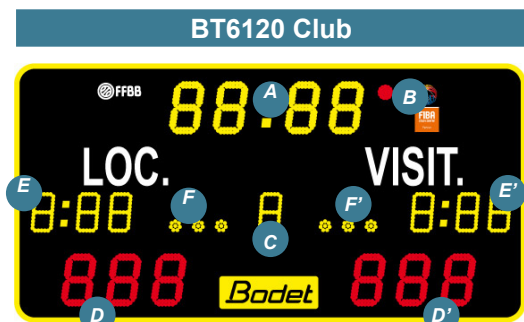 BT6120 Club
FFBB
A
88.88
B
FIBA
LOC.
VISIT.
E
8:88
F
8
C
F'
8:88
E'
888
Bodet
888
D
D'